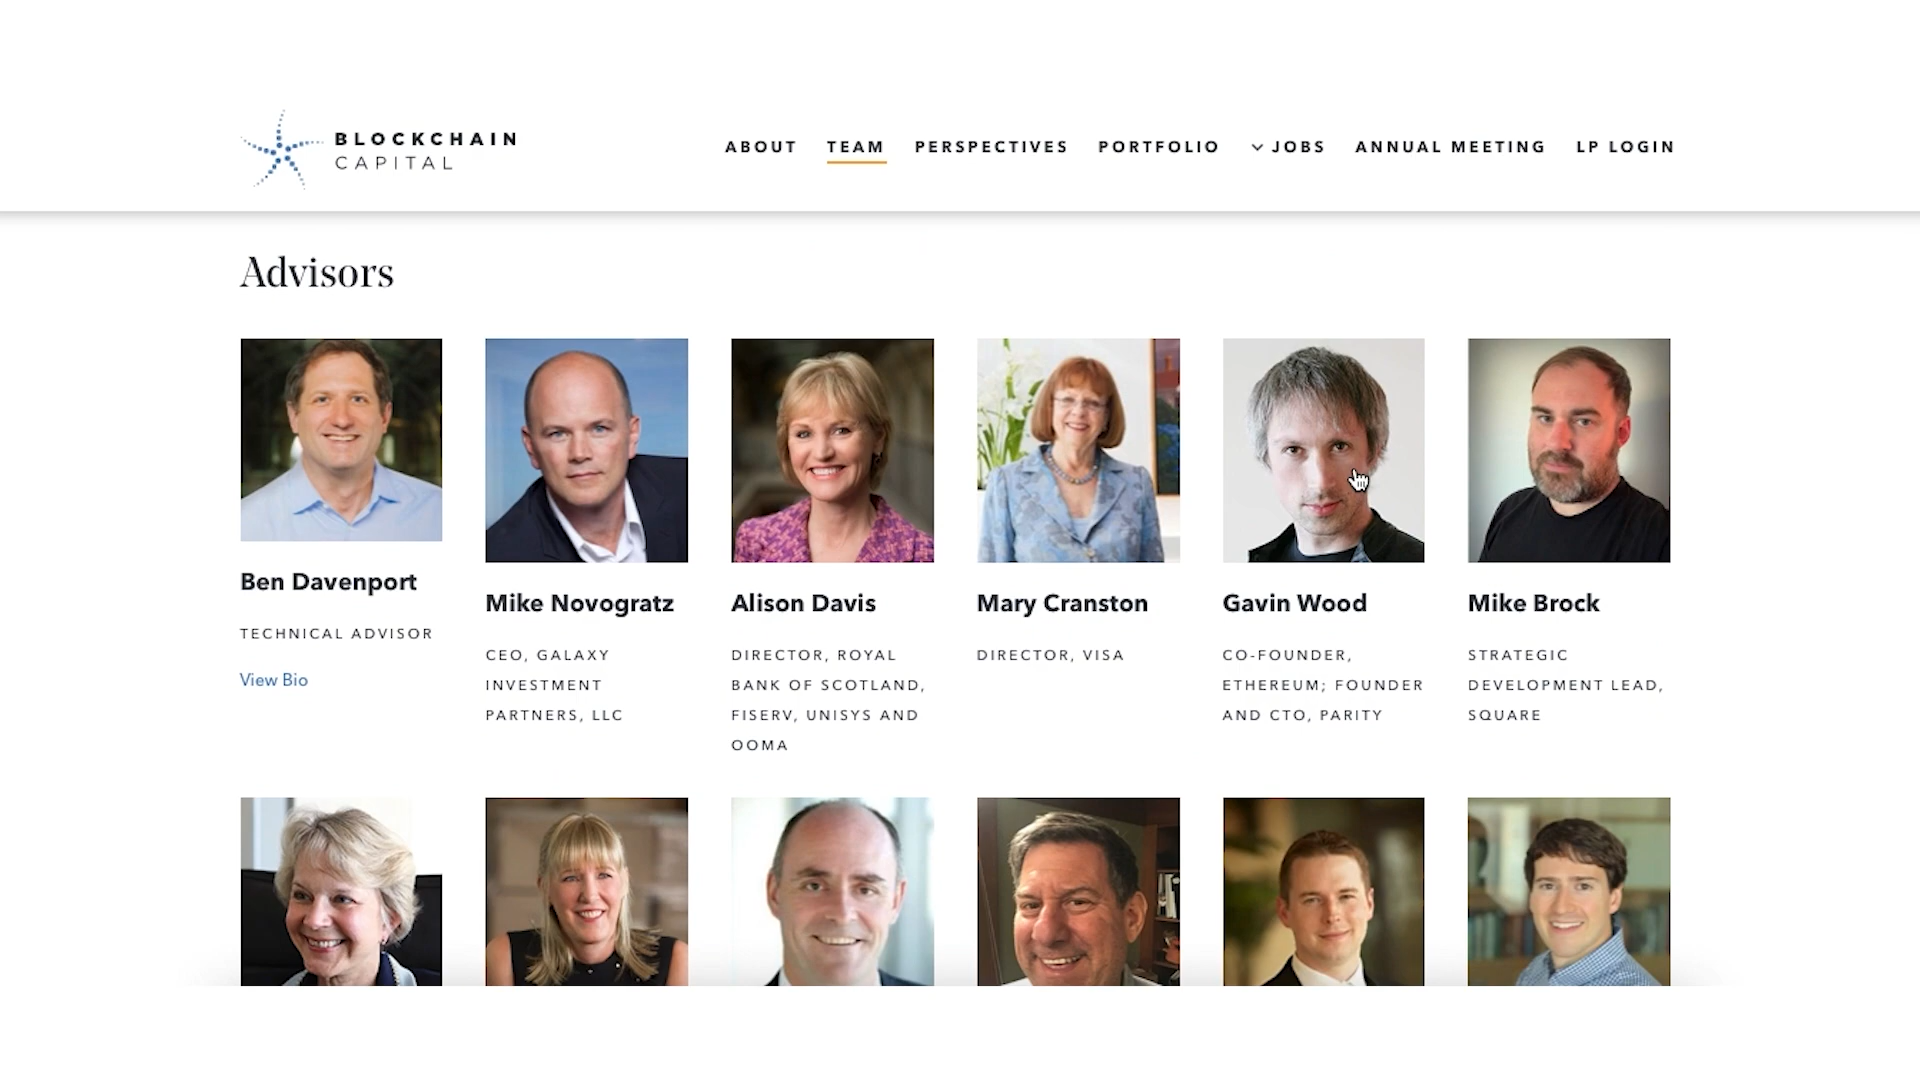 BLOCKCHAIN
CAPITAL
ABOUT TEAM PERSPECTIVES PORTFOLIO JOBS ANNUAL MEETING LP LOGIN
Advisors
Ben Davenport
TECHNICAL ADVISOR
View Bio
Mike Novogratz
CEO, GALAXY
INVESTMENT
PARTNERS, LLC
Alison Davis
DIRECTOR, ROYAL
BANK OF SCOTLAND,
FISERV, UNISYS AND
OOMA
Mary Cranston
DIRECTOR, VISA
Gavin Wood
CO-FOUNDER,
ETHEREUM; FOUNDER
AND CTO, PARITY
Mike Brock
STRATEGIC
DEVELOPMENT LEAD,
SQUARE